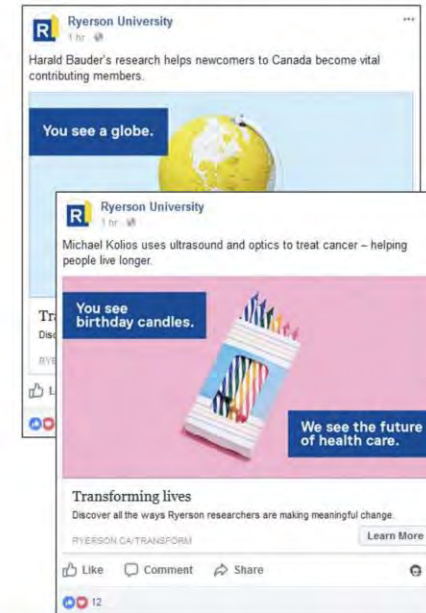 R
Ryerson University
1 hr
Harald Bauder's research helps newcomers to Canada become vital
contributing members.
You see a globe.
R
Ryerson University
1 hr
Michael Kolios uses ultrasound and optics to treat cancer – helping
people live longer.
You see
birthday candles.
We see the future
of health care.
Transforming lives
Discover all the ways Ryerson researchers are making meaningful change.
RYERSON.CA/TRANSFORM
Learn More
Like Comment Share
12